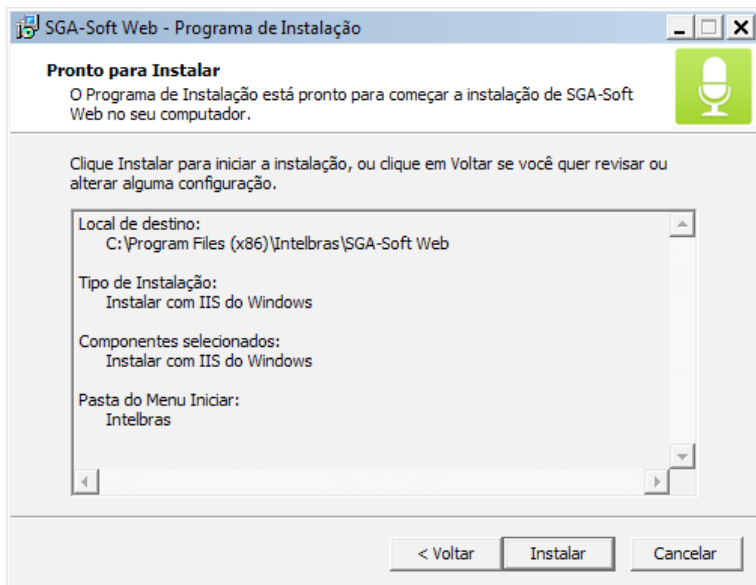 SGA-Soft Web - Programa de Instalação
Pronto para Instalar
O Programa de Instalação está pronto para começar a instalação de SGA-Soft
Web no seu computador.
Clique Instalar para iniciar a instalação, ou clique em Voltar se você quer revisar ou
alterar alguma configuração.
Local de destino:
C:\Program Files (x86)\Intelbras\SGA-Soft Web
Tipo de Instalação:
Instalar com IIS do Windows
Componentes selecionados:
Instalar com IIS do Windows
Pasta do Menu Iniciar:
Intelbras
< Voltar
Instalar
Cancelar